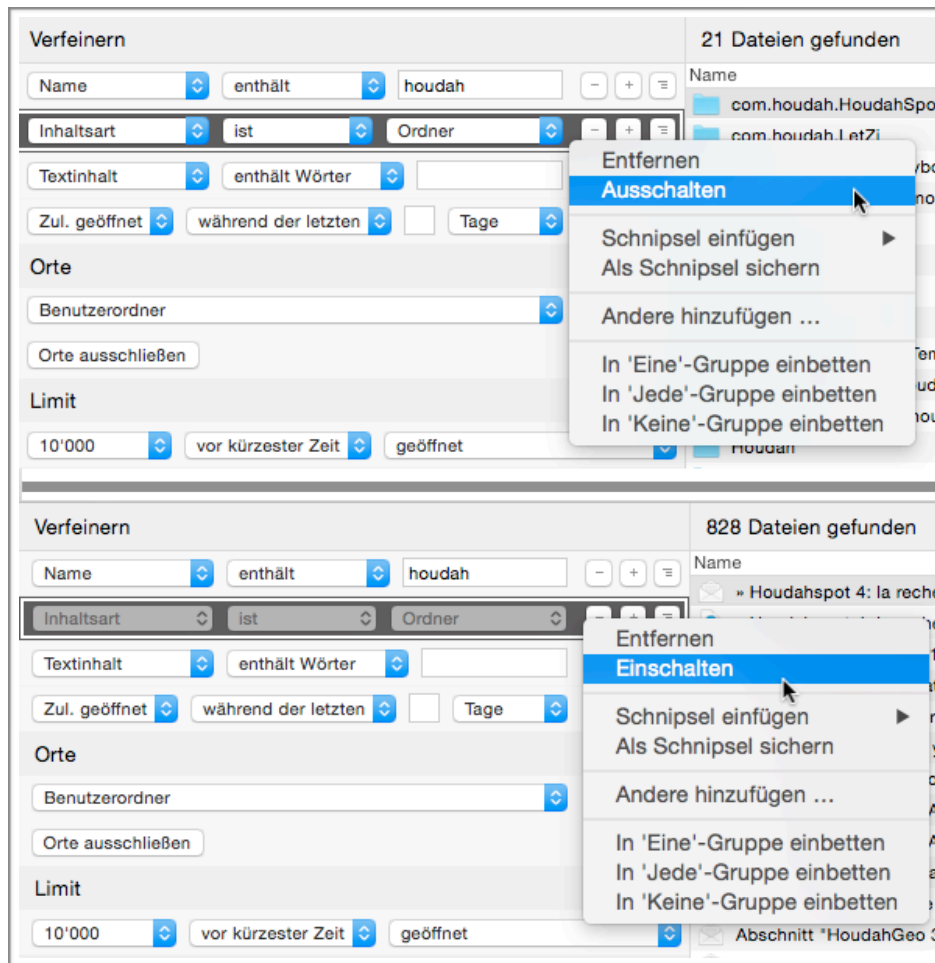 Verfeinern
21 Dateien gefunden
Name enthält houdah
Name
com.houdah.HoudahSpo
Inhaltsart ist Ordner
com.houdah.LetZi
Textinhalt enthält Wörter
Zul. geöffnet während der letzten Tage
Orte
Benutzerordner
Orte ausschließen
Limit
10'000 vor kürzester Zeit geöffnet
Entfernen
Ausschalten
Schnipsel einfügen
Als Schnipsel sichern
Andere hinzufügen ...
In 'Eine'-Gruppe einbetten
In 'Jede'-Gruppe einbetten
In 'Keine'-Gruppe einbetten
Houdah
Verfeinern
828 Dateien gefunden
Name enthält houdah
Name
» Houdahspot 4: la reche
Inhaltsart ist Ordner
Textinhalt enthält Wörter
Zul. geöffnet während der letzten Tage
Orte
Benutzerordner
Orte ausschließen
Limit
10'000 vor kürzester Zeit geöffnet
Entfernen
Einschalten
Schnipsel einfügen
Als Schnipsel sichern
Andere hinzufügen ...
In 'Eine'-Gruppe einbetten
In 'Jede'-Gruppe einbetten
In 'Keine'-Gruppe einbetten
Abschnitt "HoudahGeo 3